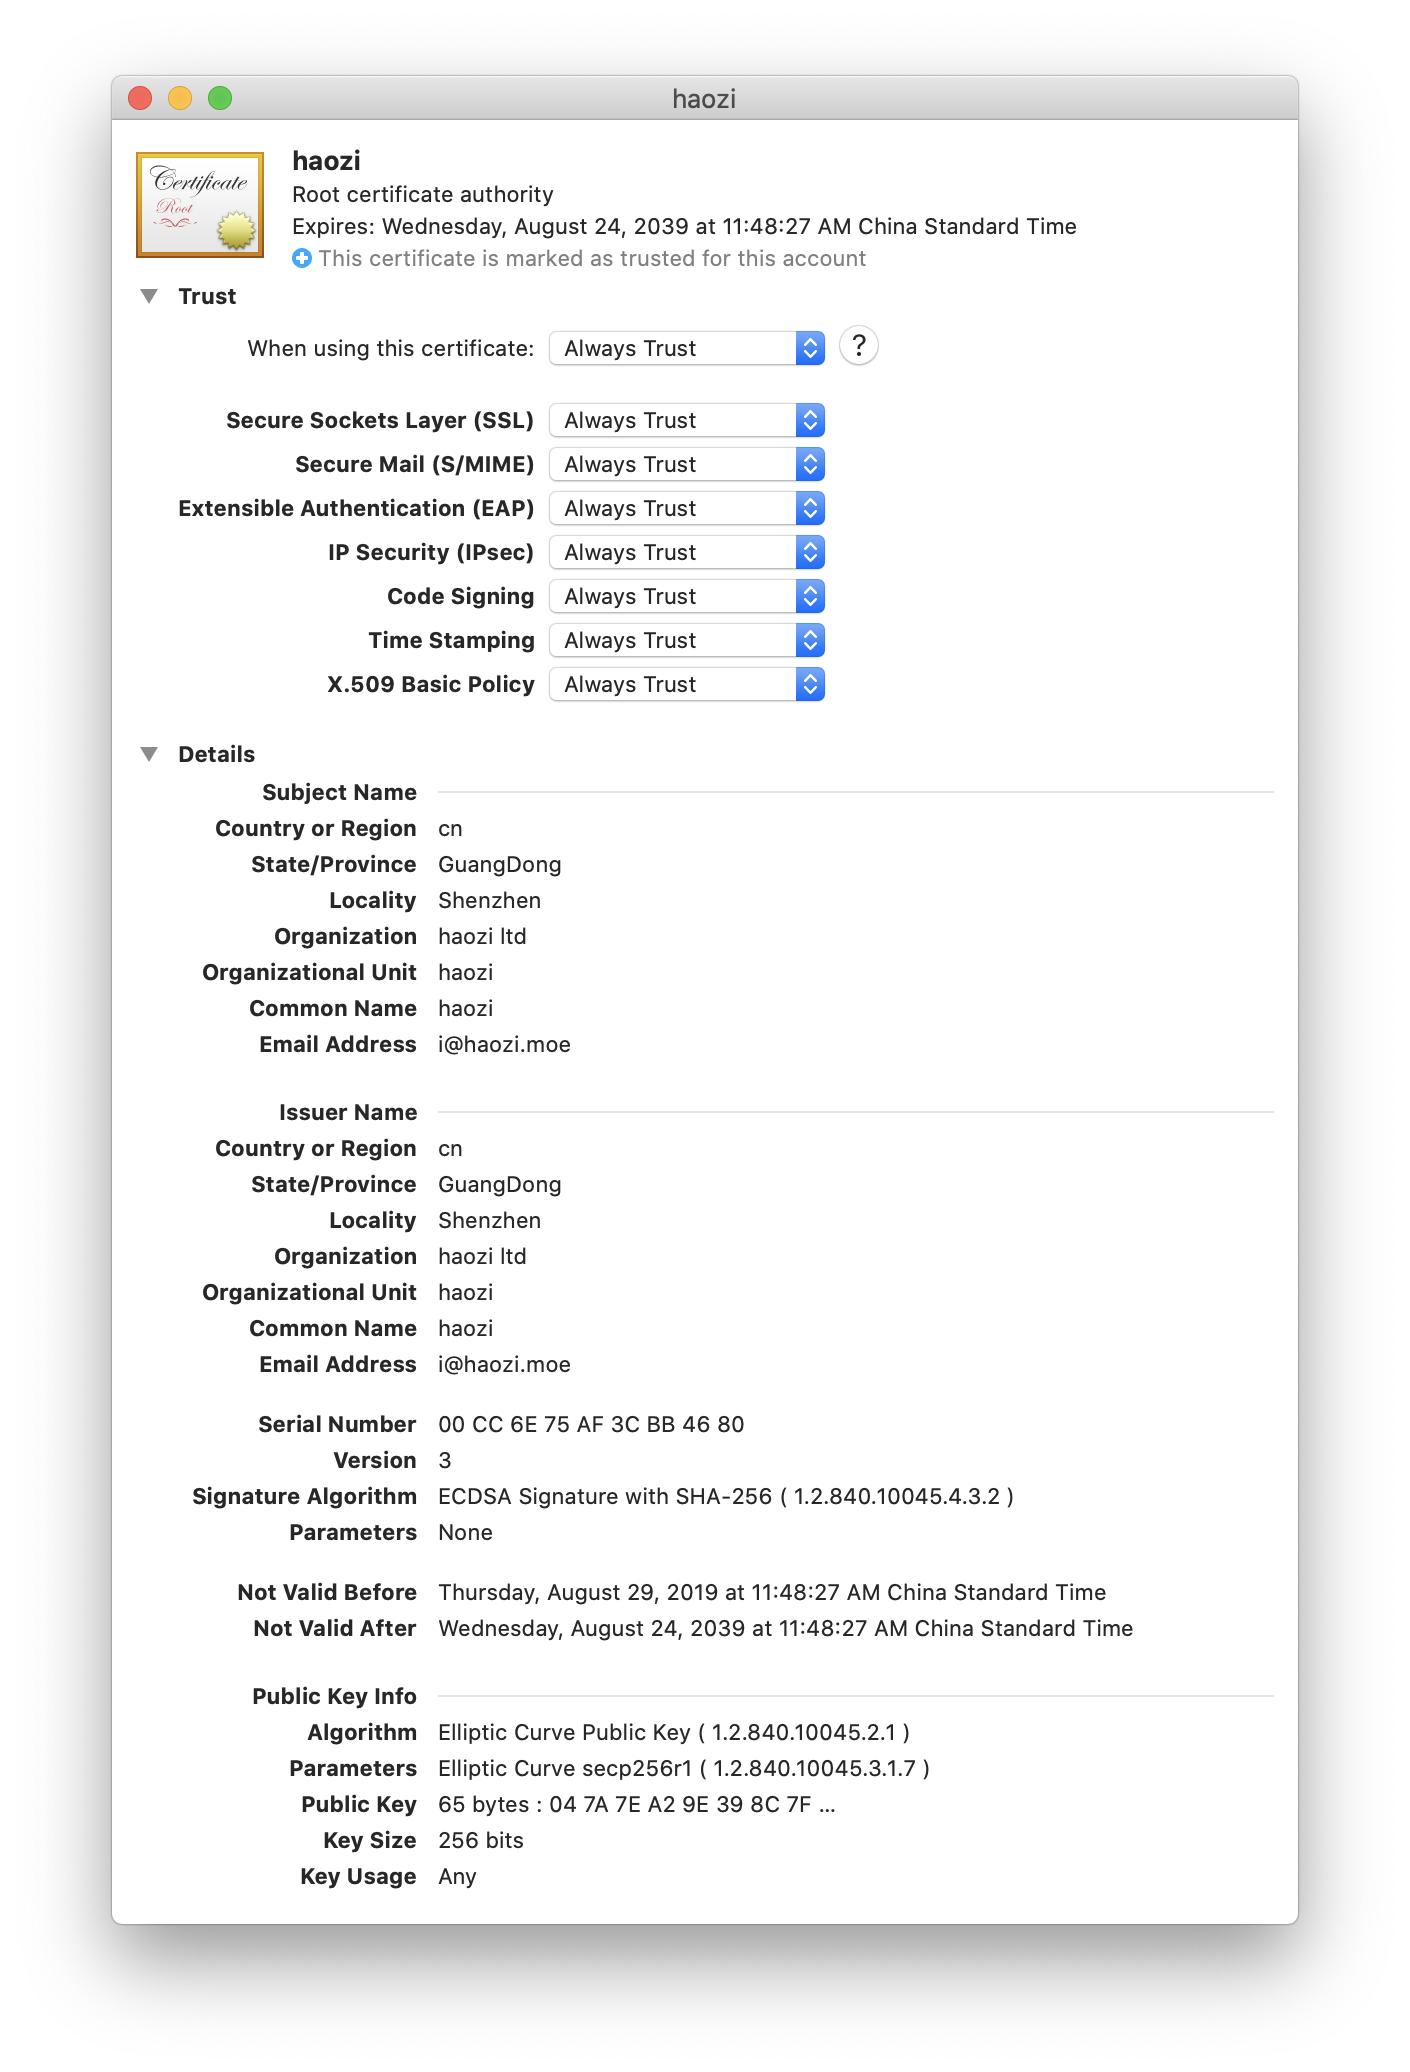 haozi
Certificate
Root
haozi
Root certificate authority
Expires: Wednesday, August 24, 2039 at 11:48:27 AM China Standard Time
This certificate is marked as trusted for this account
Trust
When using this certificate: Always Trust ?
Secure Sockets Layer (SSL) Always Trust
Secure Mail (S/MIME) Always Trust
Extensible Authentication (EAP) Always Trust
IP Security (IPsec) Always Trust
Code Signing Always Trust
Time Stamping Always Trust
X.509 Basic Policy Always Trust
Details
Subject Name
Country or Region cn
State/Province GuangDong
Locality Shenzhen
Organization haozi ltd
Organizational Unit haozi
Common Name haozi
Email Address i@haozi.moe
Issuer Name
Country or Region cn
State/Province GuangDong
Locality Shenzhen
Organization haozi ltd
Organizational Unit haozi
Common Name haozi
Email Address i@haozi.moe
Serial Number 00 CC 6E 75 AF 3C BB 46 80
Version 3
Signature Algorithm ECDSA Signature with SHA-256 ( 1.2.840.10045.4.3.2 )
Parameters None
Not Valid Before Thursday, August 29, 2019 at 11:48:27 AM China Standard Time
Not Valid After Wednesday, August 24, 2039 at 11:48:27 AM China Standard Time
Public Key Info
Algorithm Elliptic Curve Public Key ( 1.2.840.10045.2.1 )
Parameters Elliptic Curve secp256r1 ( 1.2.840.10045.3.1.7 )
Public Key 65 bytes : 04 7A 7E A2 9E 39 8C 7F ...
Key Size 256 bits
Key Usage Any